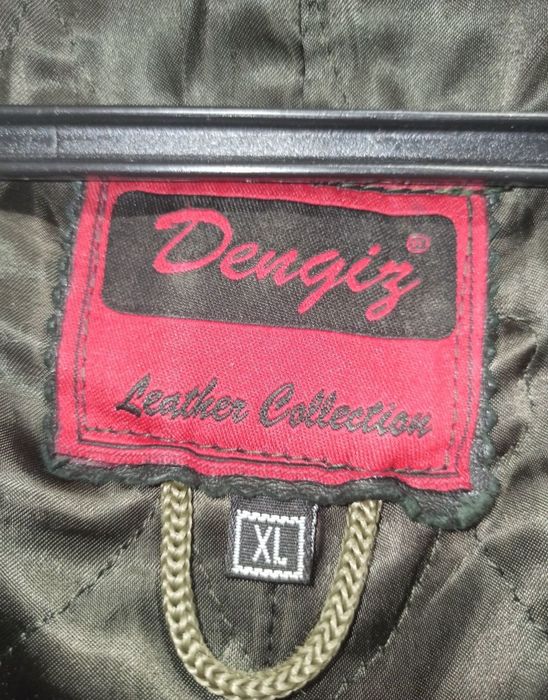 Dengiz ®
Leather Collection
XL